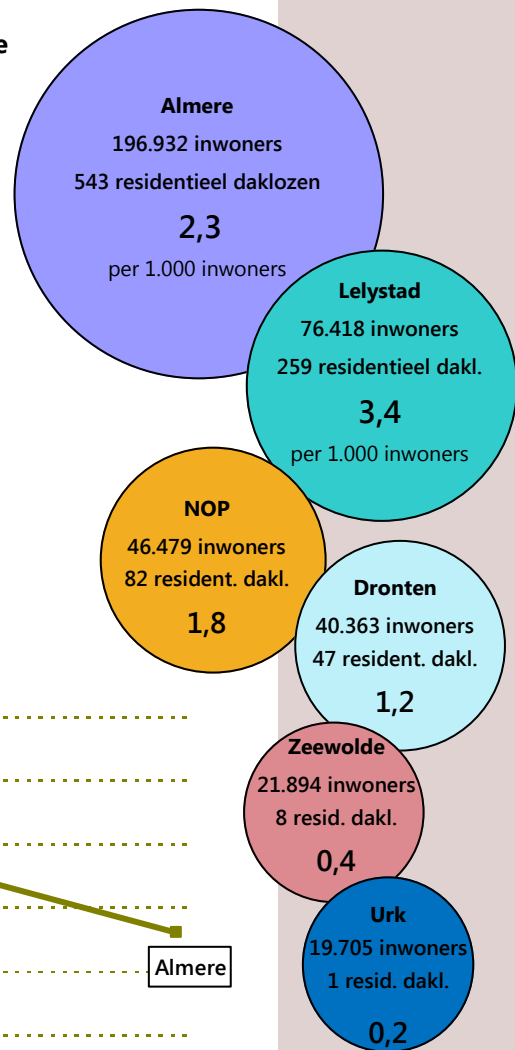 e
Almere
196.932 inwoners
543 residentieel daklozen
2,3
per 1.000 inwoners
Lelystad
76.418 inwoners
259 residentieel dakl.
3,4
per 1.000 inwoners
NOP
46.479 inwoners
82 resident. dakl.
1,8
Dronten
40.363 inwoners
47 resident. dakl.
1,2
Zeewolde
21.894 inwoners
8 resid. dakl.
0,4
Urk
19.705 inwoners
1 resid. dakl.
0,2
Almere